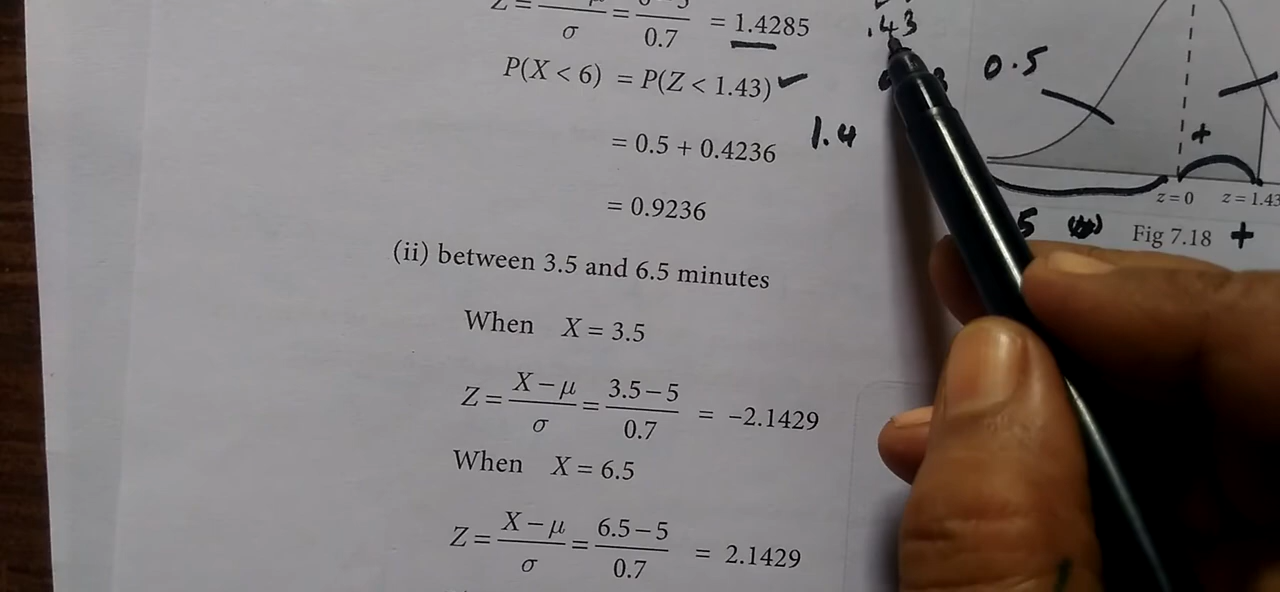 Z = = = 1.4285
σ 0.7
.43
P(X < 6) = P(Z < 1.43) ✓
0.5
= 0.5 + 0.4236
1.4
+
= 0.9236
z = 0 z = 1.43
5
Fig 7.18 +
(ii) between 3.5 and 6.5 minutes
When X = 3.5
Z = X – μ / σ = 3.5 – 5 / 0.7 = –2.1429
When X = 6.5
Z = X – μ / σ = 6.5 – 5 / 0.7 = 2.1429